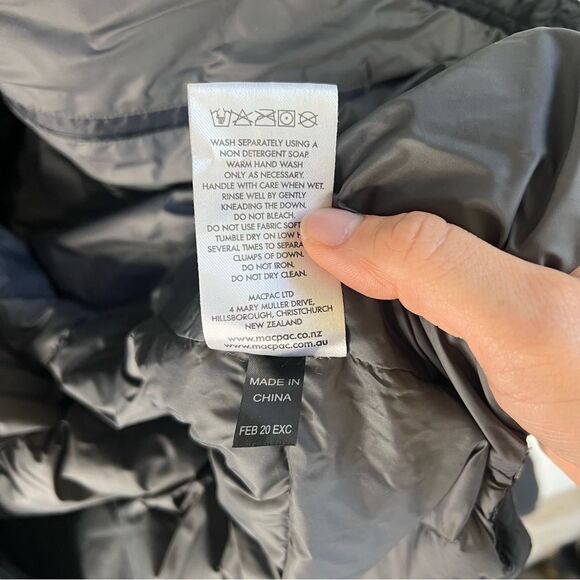 WASH SEPARATELY USING A
NON DETERGENT SOAP.
WARM HAND WASH
ONLY AS NECESSARY.
HANDLE WITH CARE WHEN WET.
RINSE WELL BY GENTLY
KNEADING THE DOWN.
DO NOT BLEACH.
DO NOT USE FABRIC
TUMBLE DRY ON LOW
SEVERAL TIMES TO
CLUMPS OF DOWN.
DO NOT IRON.
DO NOT DRY CLEAN.
MACPAC LTD
4 MARY MULLER DRIVE,
HILLSBOROUGH, CHRISTCHURCH
NEW ZEALAND
www.macpac.co.nz
www.macpac.com.au
MADE IN
CHINA
FEB 20 EXC